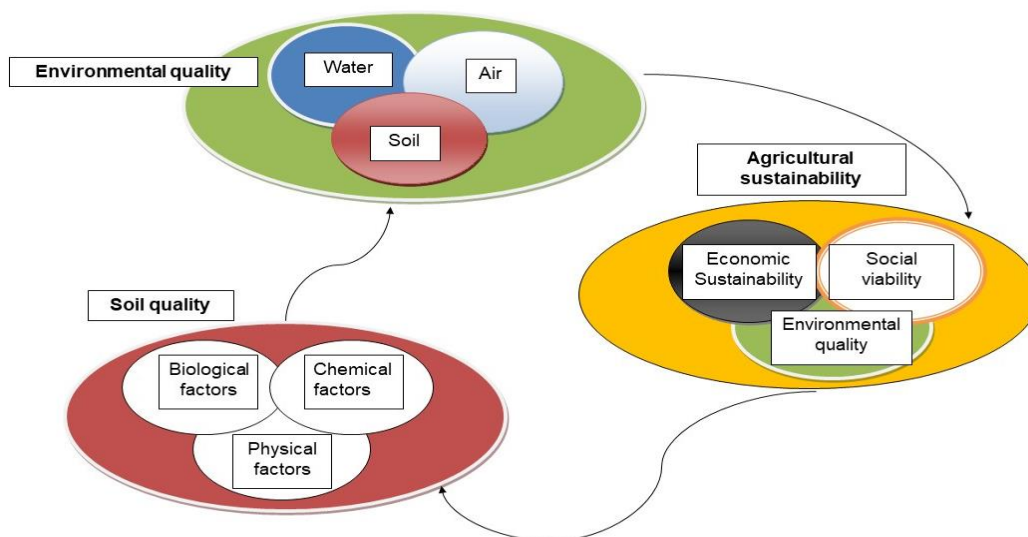 Environmental quality
Water
Air
Soil
Agricultural
sustainability
Economic
Sustainability
Social
viability
Environmental
quality
Soil quality
Biological
factors
Chemical
factors
Physical
factors